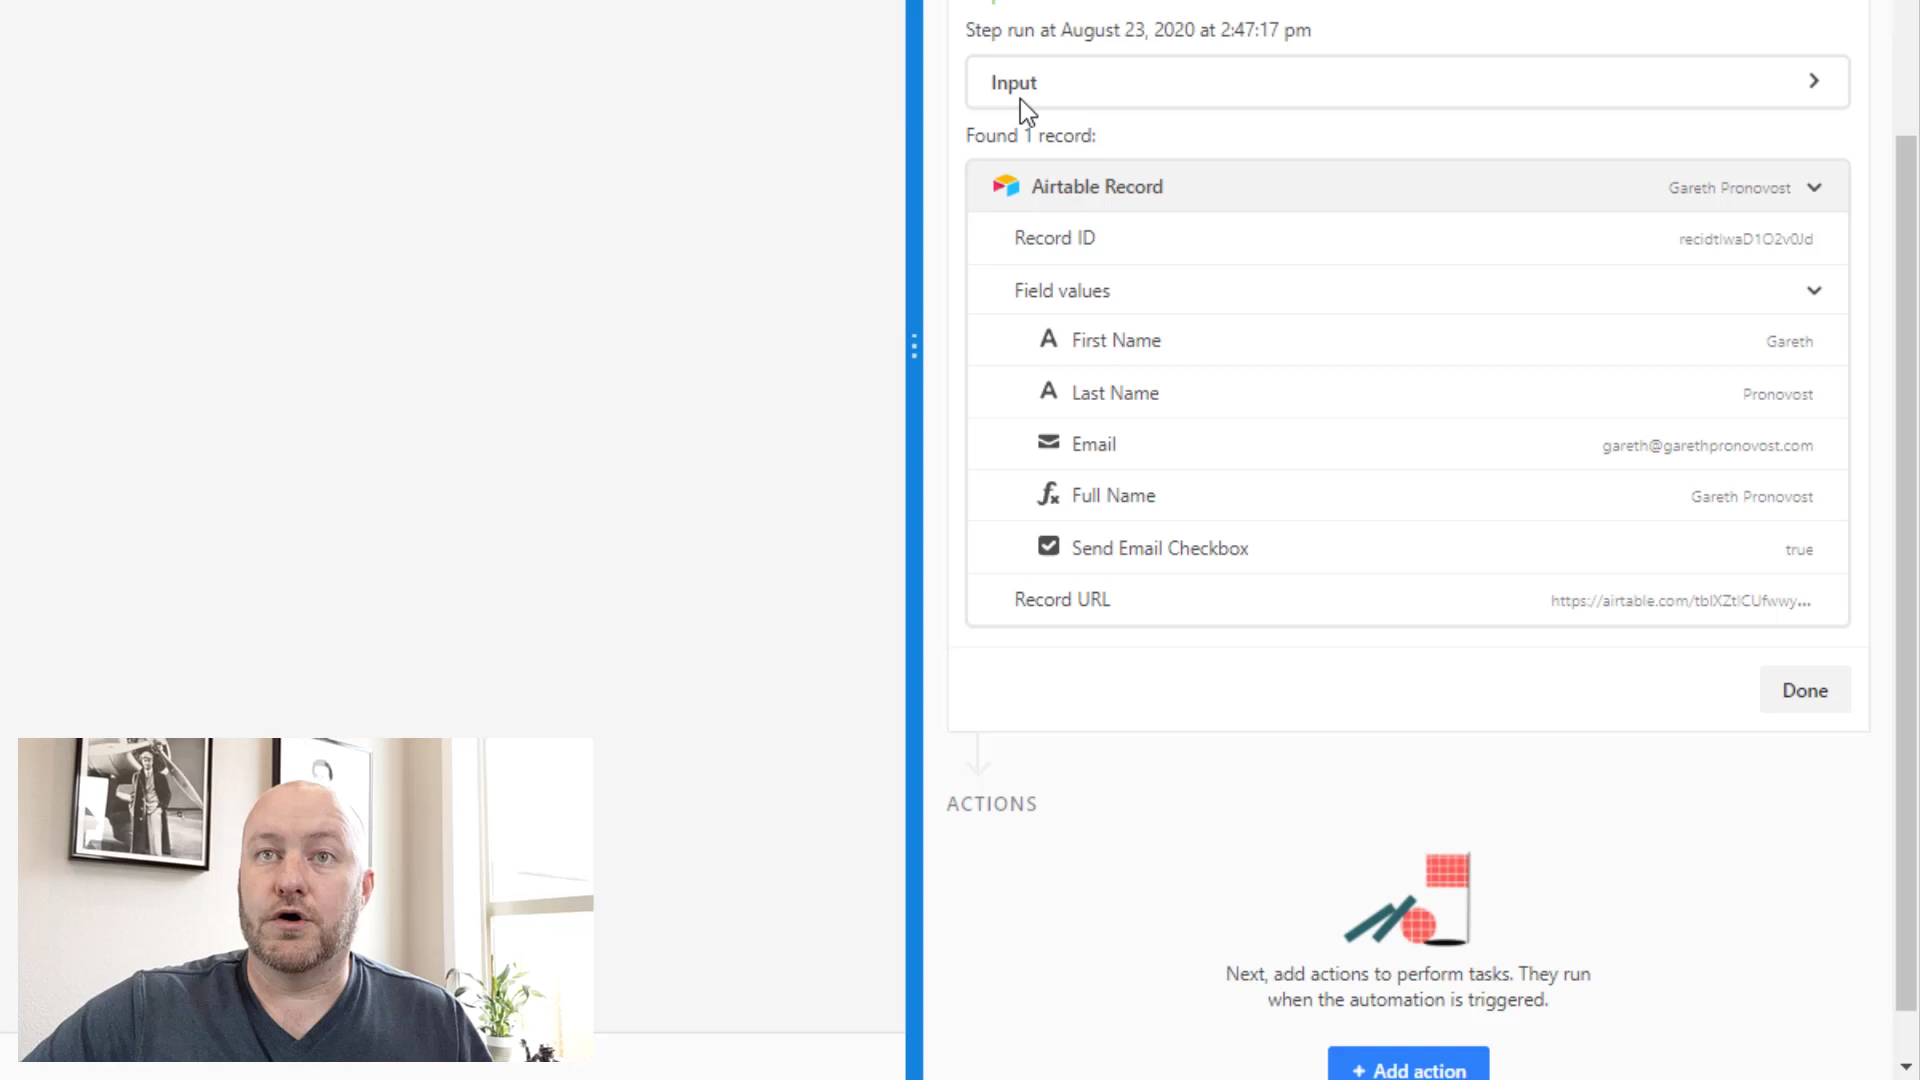 Step run at August 23, 2020 at 2:47:17 pm
Input
Found 1 record:
Airtable Record Gareth Pronovost
Record ID recidtIwaD1O2v0Jd
Field values
First Name Gareth
Last Name Pronovost
Email gareth@garethpronovost.com
Full Name Gareth Pronovost
Send Email Checkbox true
Record URL https://airtable.com/tblXZtlCUfwwy...
Done
ACTIONS
Next, add actions to perform tasks. They run
when the automation is triggered.
+ Add action